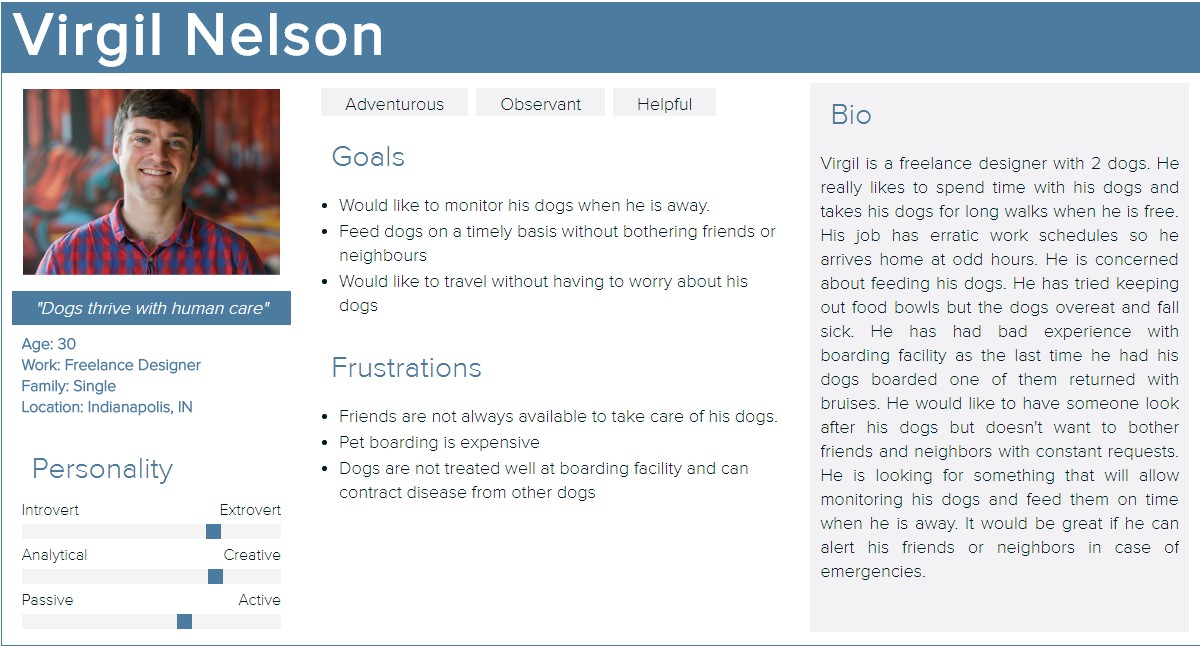 Virgil Nelson
"Dogs thrive with human care"
Age: 30
Work: Freelance Designer
Family: Single
Location: Indianapolis, IN
Personality
Introvert Extrovert
Analytical Creative
Passive Active
Adventurous Observant Helpful
Goals
• Would like to monitor his dogs when he is away.
• Feed dogs on a timely basis without bothering friends or
neighbours
• Would like to travel without having to worry about his
dogs
Frustrations
• Friends are not always available to take care of his dogs.
• Pet boarding is expensive
• Dogs are not treated well at boarding facility and can
contract disease from other dogs
Bio
Virgil is a freelance designer with 2 dogs. He
really likes to spend time with his dogs and
takes his dogs for long walks when he is free.
His job has erratic work schedules so he
arrives home at odd hours. He is concerned
about feeding his dogs. He has tried keeping
out food bowls but the dogs overeat and fall
sick. He has had bad experience with
boarding facility as the last time he had his
dogs boarded one of them returned with
bruises. He would like to have someone look
after his dogs but doesn't want to bother
friends and neighbors with constant requests.
He is looking for something that will allow
monitoring his dogs and feed them on time
when he is away. It would be great if he can
alert his friends or neighbors in case of
emergencies.